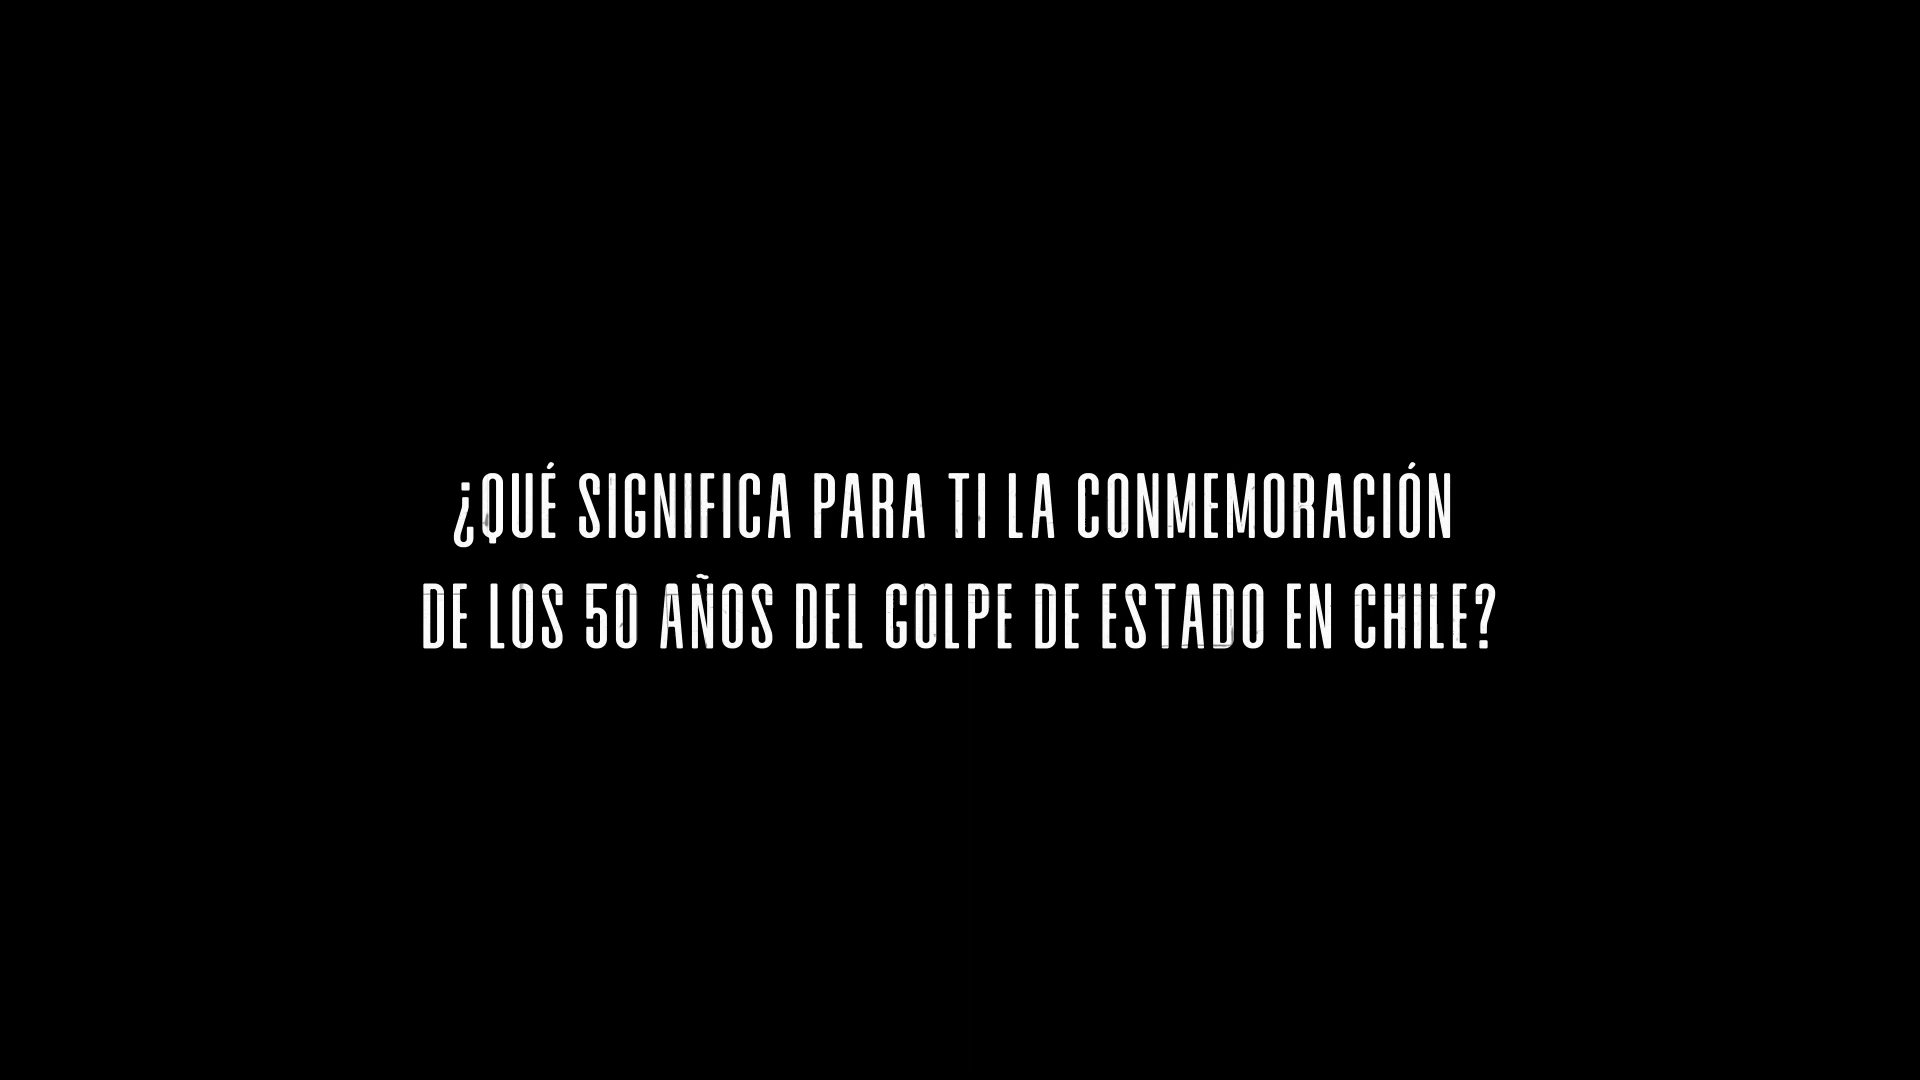 ¿QUÉ SIGNIFICA PARA TI LA CONMEMORACIÓN
DE LOS 50 AÑOS DEL GOLPE DE ESTADO EN CHILE?